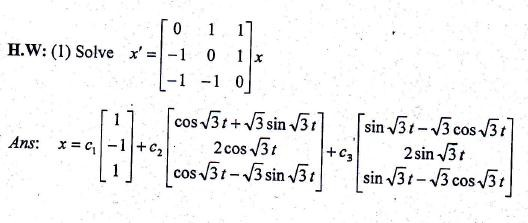 H.W: (1) Solve x' = [0 1 1; -1 0 1; -1 -1 0] x
Ans: x = c₁ [1; -1; 1] + c₂ [cos √3 t + √3 sin √3 t; 2 cos √3 t; cos √3 t - √3 sin √3 t] + c₃ [sin √3 t - √3 cos √3 t; 2 sin √3 t; sin √3 t - √3 cos √3 t]